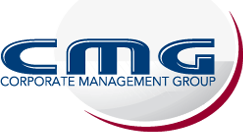 CMG
CORPORATE MANAGEMENT GROUP